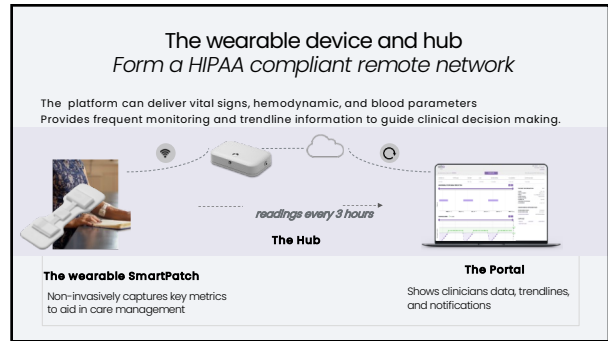 The wearable device and hub
Form a HIPAA compliant remote network
The platform can deliver vital signs, hemodynamic, and blood parameters
Provides frequent monitoring and trendline information to guide clinical decision making.
readings every 3 hours
The Hub
The wearable SmartPatch
Non-invasively captures key metrics
to aid in care management
The Portal
Shows clinicians data, trendlines,
and notifications